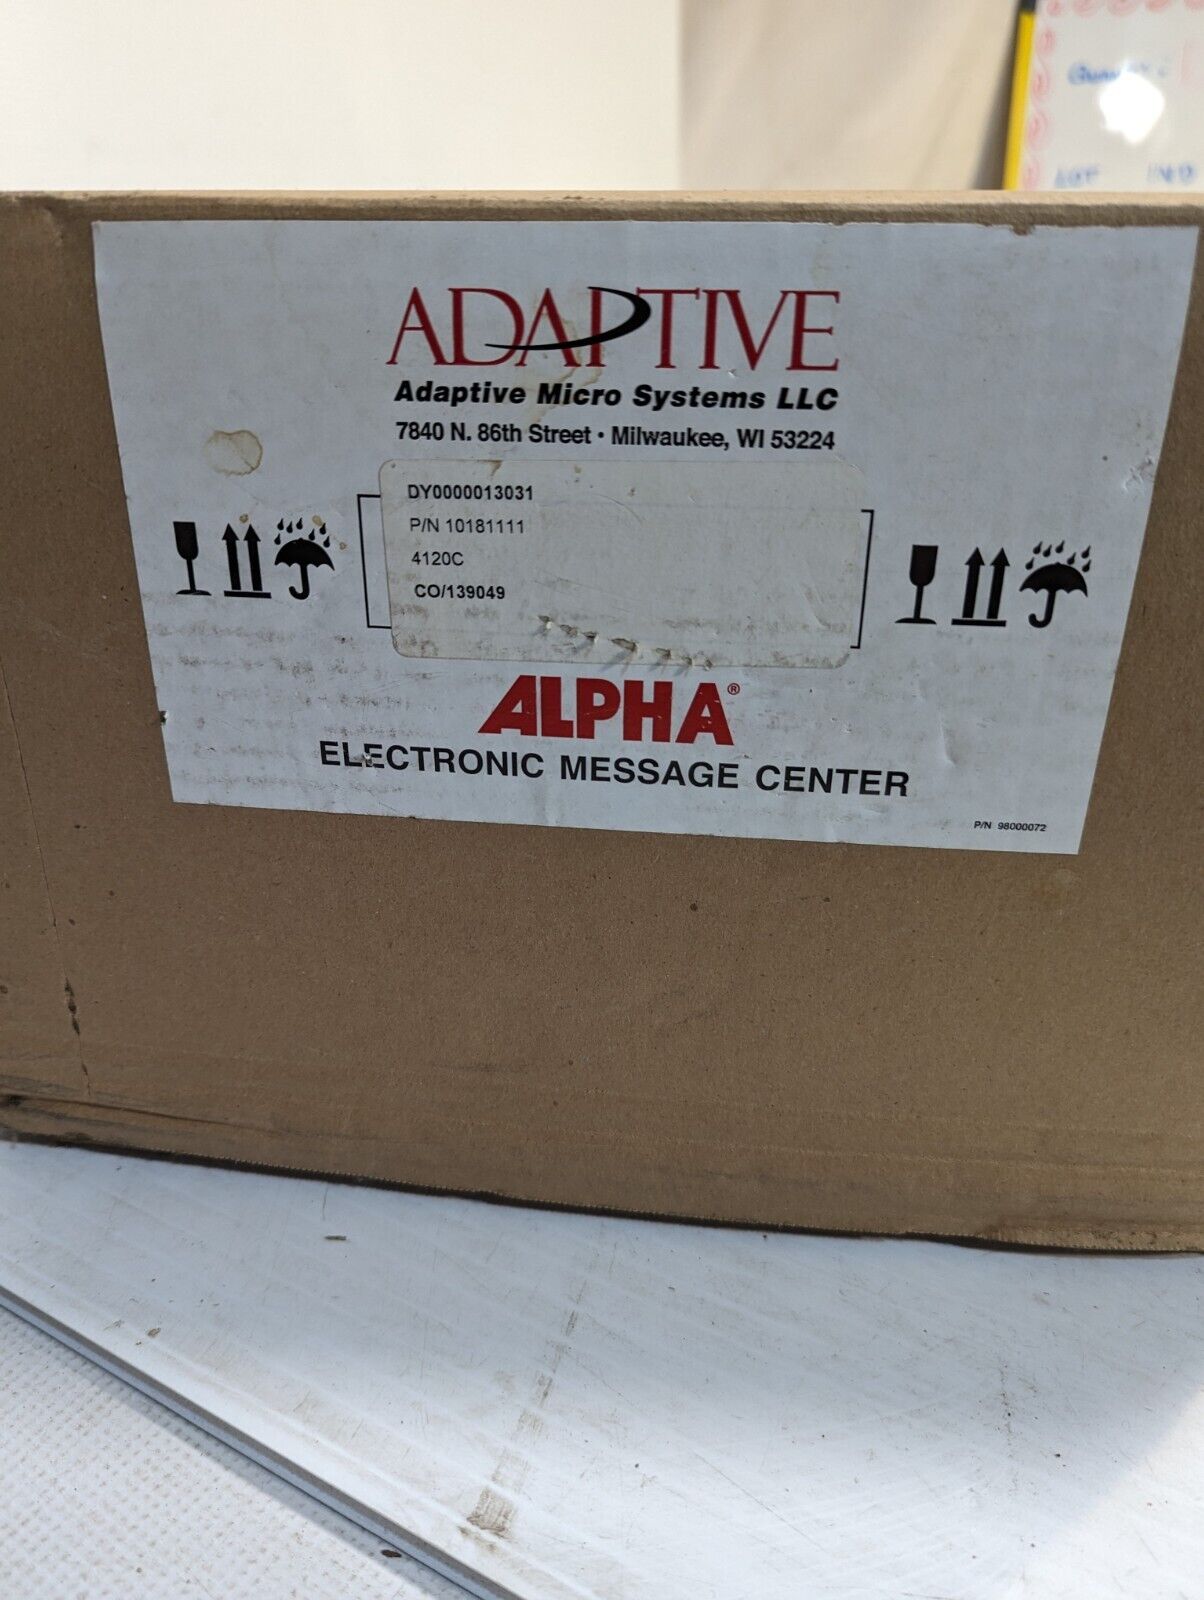 ADAPTIVE
Adaptive Micro Systems LLC
7840 N. 86th Street • Milwaukee, WI 53224
DY0000013031
P/N 10181111
4120C
CO/139049
ALPHA®
ELECTRONIC MESSAGE CENTER
P/N 98000072